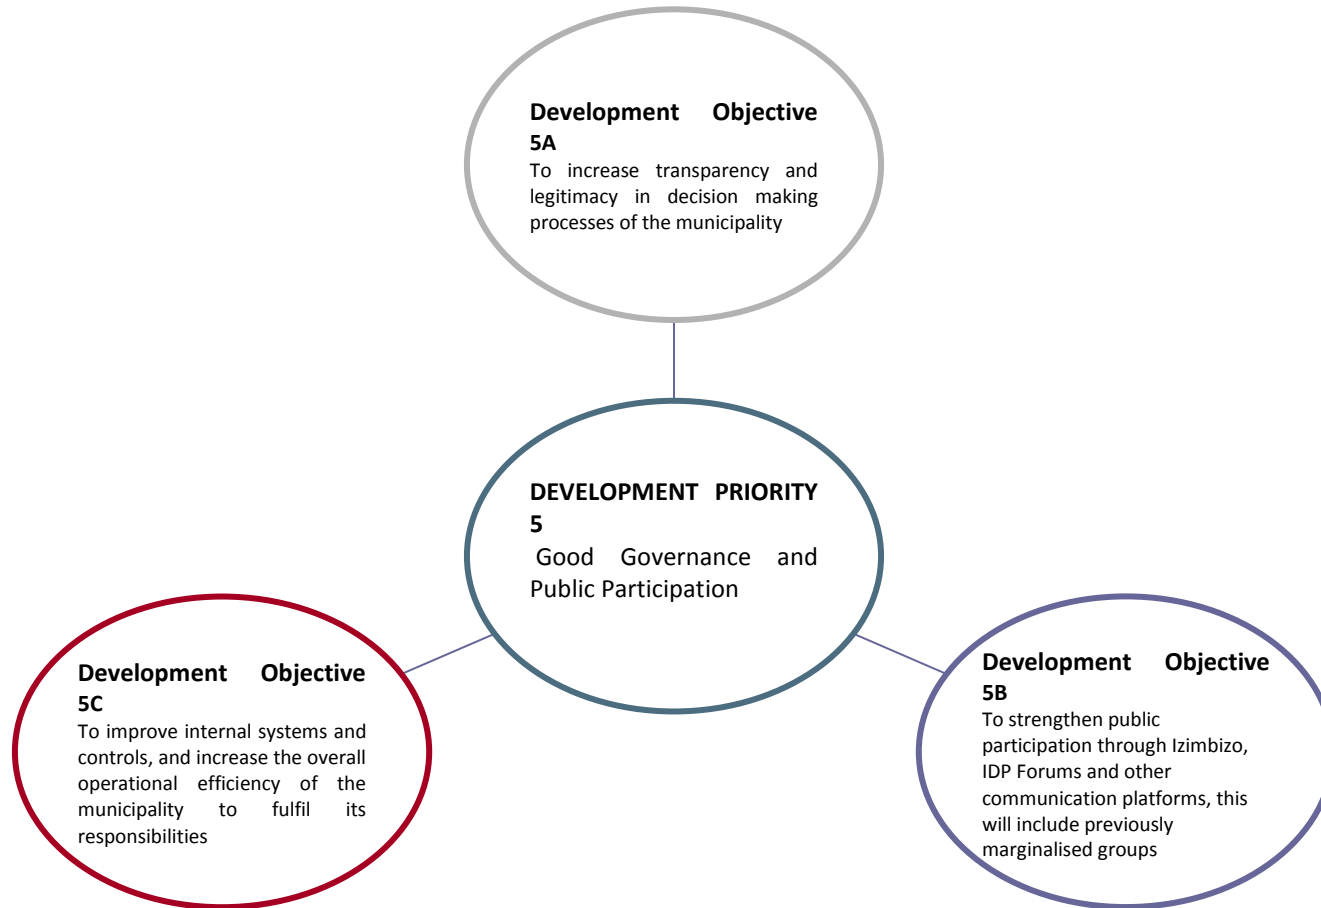 Development Objective
5A
To increase transparency and
legitimacy in decision making
processes of the municipality
DEVELOPMENT PRIORITY
5
Good Governance and
Public Participation
Development Objective
5C
To improve internal systems and
controls, and increase the overall
operational efficiency of the
municipality to fulfil its
responsibilities
Development Objective
5B
To strengthen public
participation through Izimbizo,
IDP Forums and other
communication platforms, this
will include previously
marginalised groups